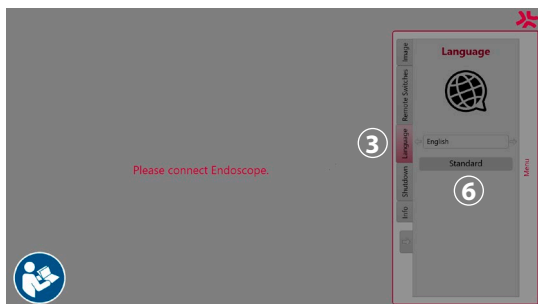 Please connect Endoscope.
Image
Remote Switches
Language
Shutdown
Info
3
Language
English
Standard
6
Menu